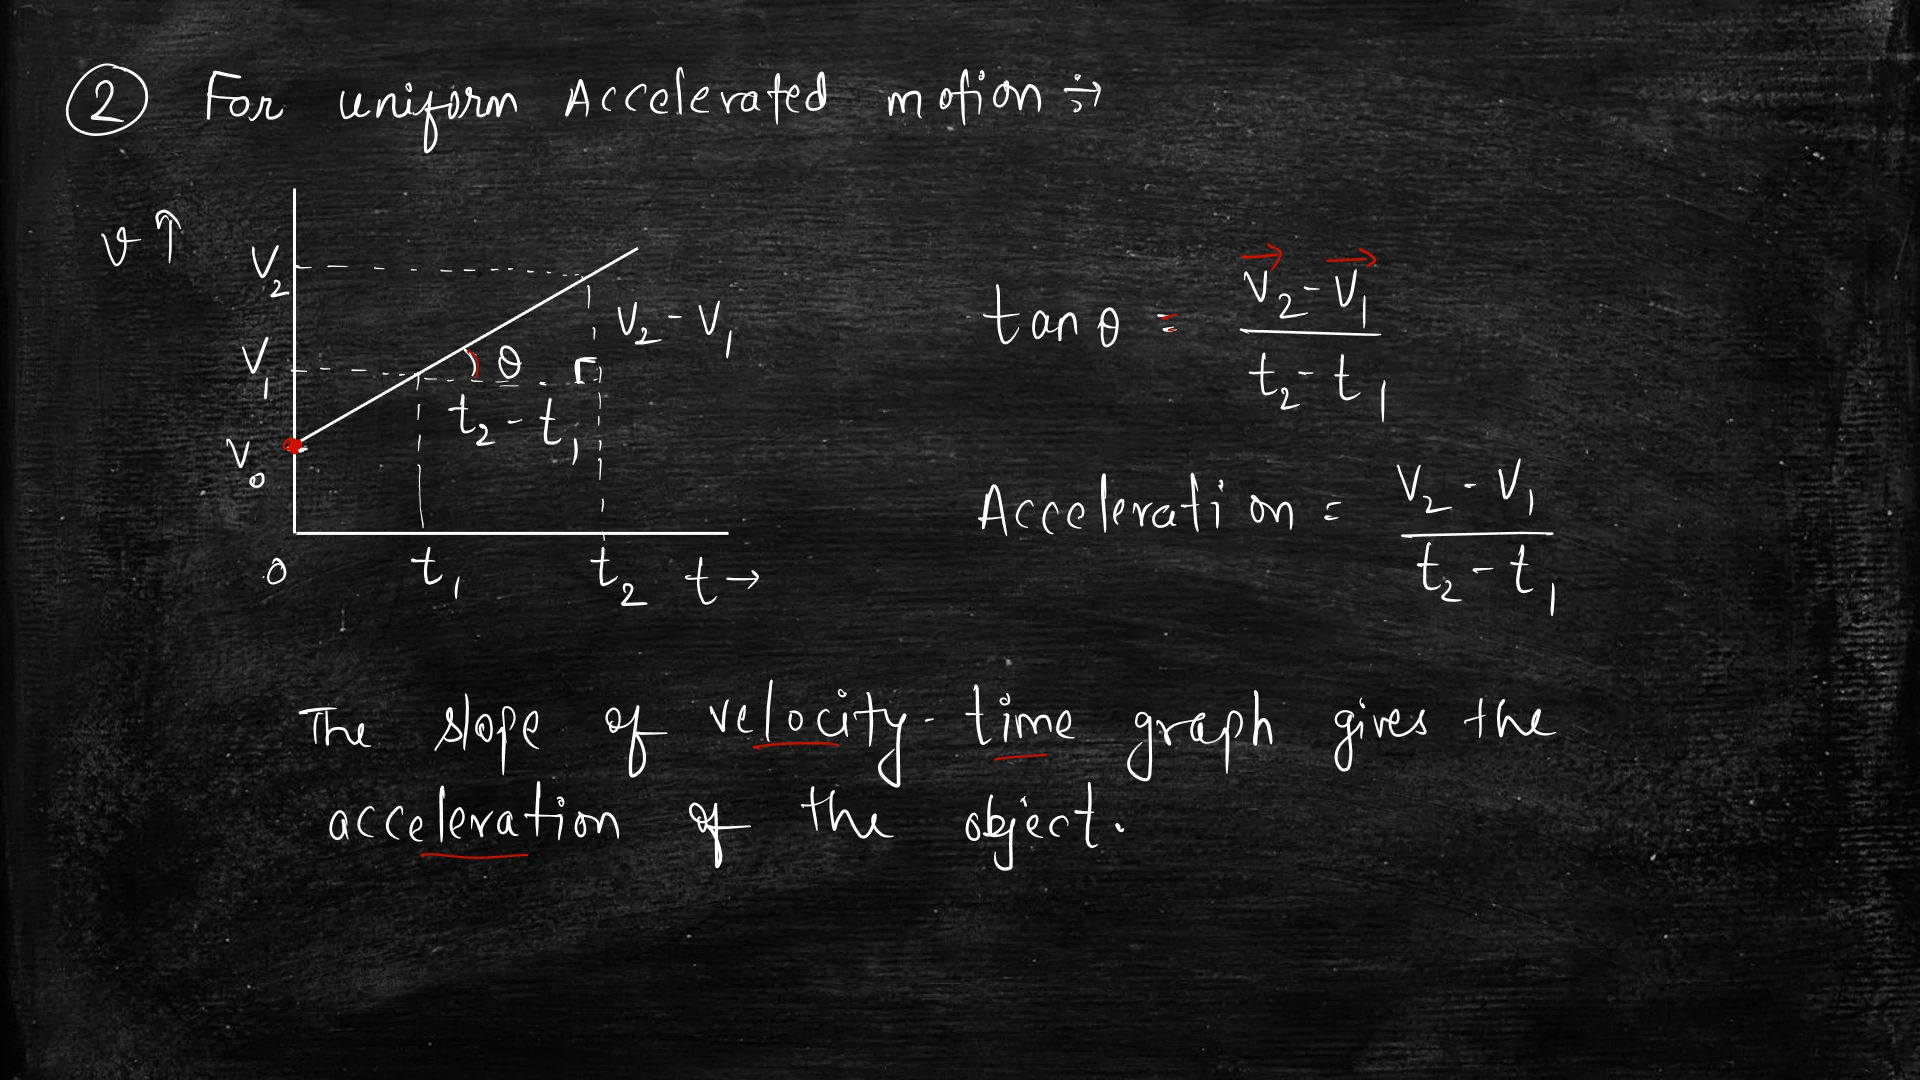 ② For uniform Accelerated motion :→
v ↑
V₂
V₂ - V₁
V₁
θ
t₂ - t₁
V₀
0 t₁ t₂ t →
tan θ = (V₂ - V₁) / (t₂ - t₁)
Acceleration = (V₂ - V₁) / (t₂ - t₁)
The slope of velocity-time graph gives the
acceleration of the object.